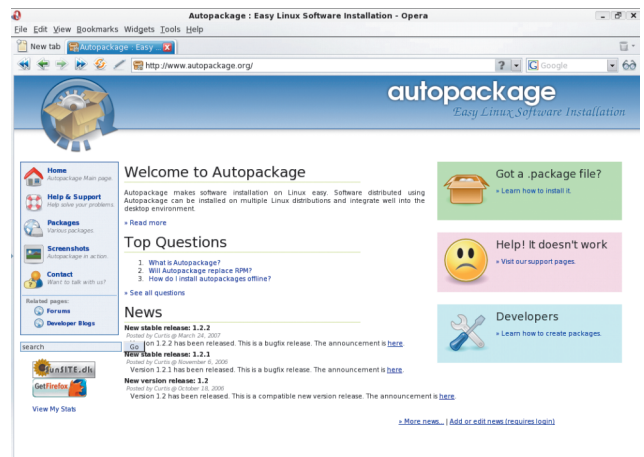 Autopackage : Easy Linux Software Installation - Opera
File Edit View Bookmarks Widgets Tools Help
New tab Autopackage : Easy ...
http://www.autopackage.org/ Google
autopackage
Easy Linux Software Installation
Home
Autopackage Main page.
Help & Support
Help solve your problems.
Packages
Various packages.
Screenshots
Autopackage in action.
Contact
Want to talk with us?
Related pages:
Forums
Developer Blogs
search Go
SunSITE.dk
Get Firefox
View My Stats
Welcome to Autopackage
Autopackage makes software installation on Linux easy. Software distributed using
Autopackage can be installed on multiple Linux distributions and integrate well into the
desktop environment.
» Read more
Top Questions
1. What is Autopackage?
2. Will Autopackage replace RPM?
3. How do I install autopackages offline?
» See all questions
News
New stable release: 1.2.2
Posted by Curtis @ March 24, 2007
on 1.2.2 has been released. This is a bugfix release. The announcement is here.
New stable release: 1.2.1
Posted by Curtis @ November 6, 2006
Version 1.2.1 has been released. This is a bugfix release. The announcement is here.
New version release: 1.2
Posted by Curtis @ October 18, 2006
Version 1.2 has been released. This is a compatible new version release. The announcement is here.
» More news... | Add or edit news (requires login)
Got a .package file?
» Learn how to install it.
Help! It doesn't work
» Visit our support pages.
Developers
» Learn how to create packages.